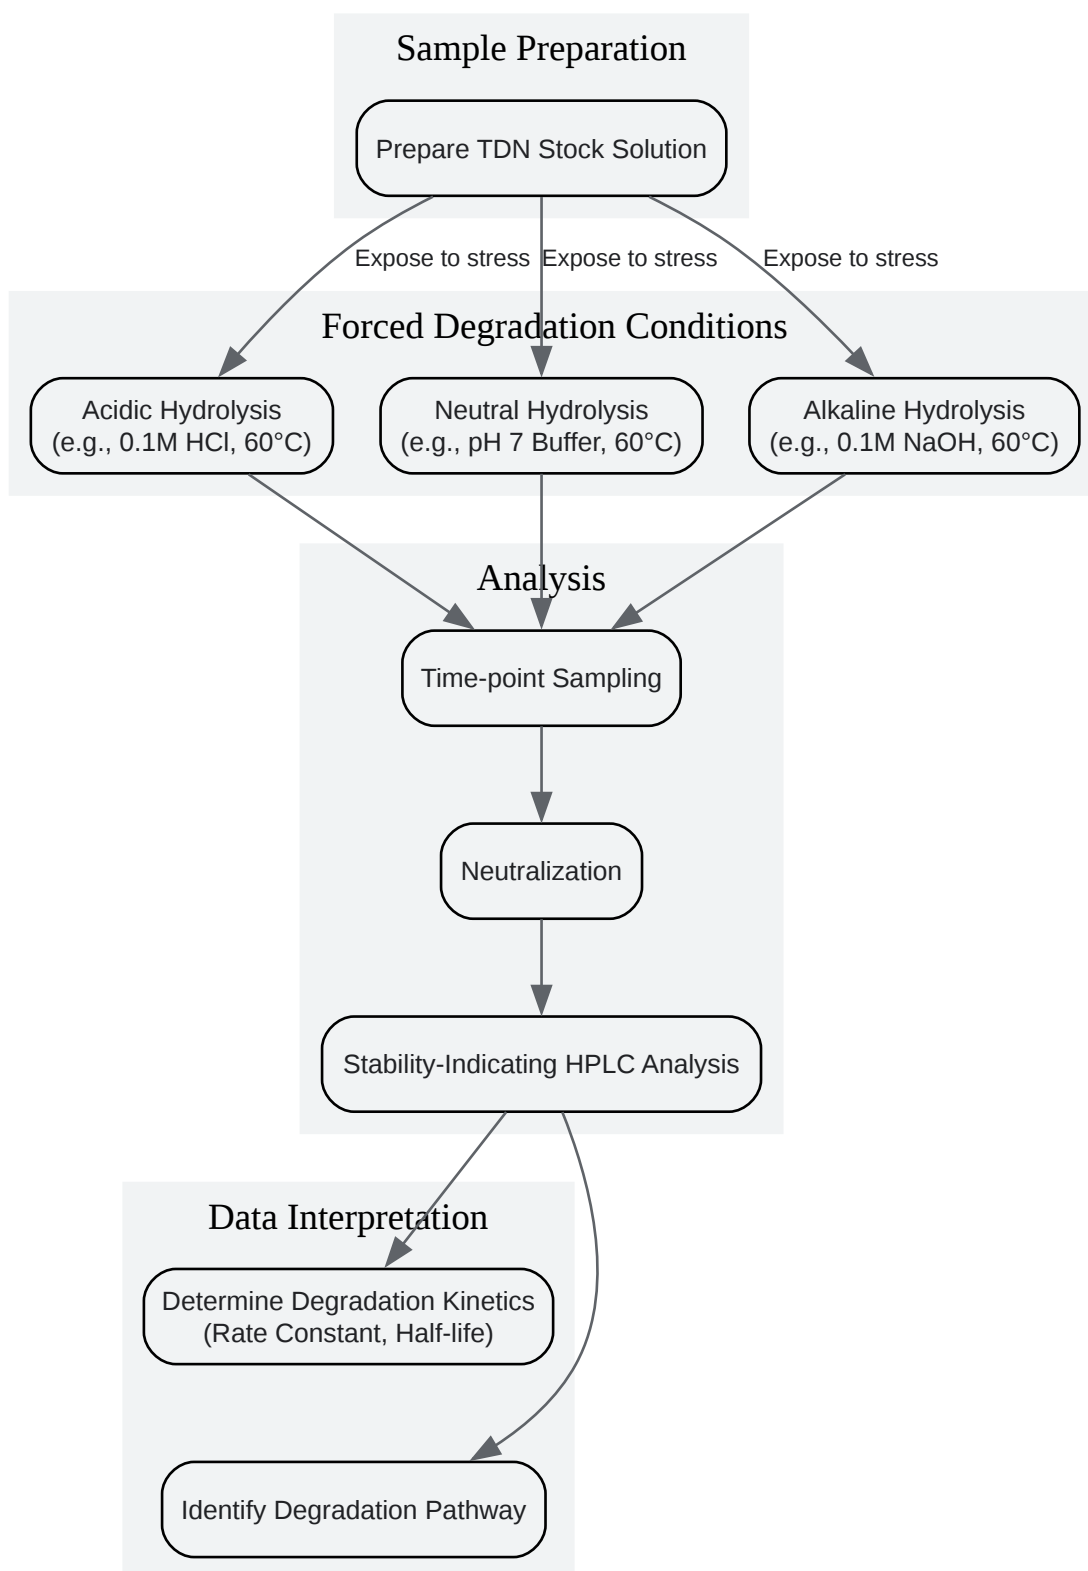 Sample Preparation
Prepare TDN Stock Solution
Expose to stress
Expose to stress
Expose to stress
Forced Degradation Conditions
Acidic Hydrolysis
(e.g., 0.1M HCl, 60°C)
Neutral Hydrolysis
(e.g., pH 7 Buffer, 60°C)
Alkaline Hydrolysis
(e.g., 0.1M NaOH, 60°C)
Analysis
Time-point Sampling
Neutralization
Stability-Indicating HPLC Analysis
Data Interpretation
Determine Degradation Kinetics
(Rate Constant, Half-life)
Identify Degradation Pathway